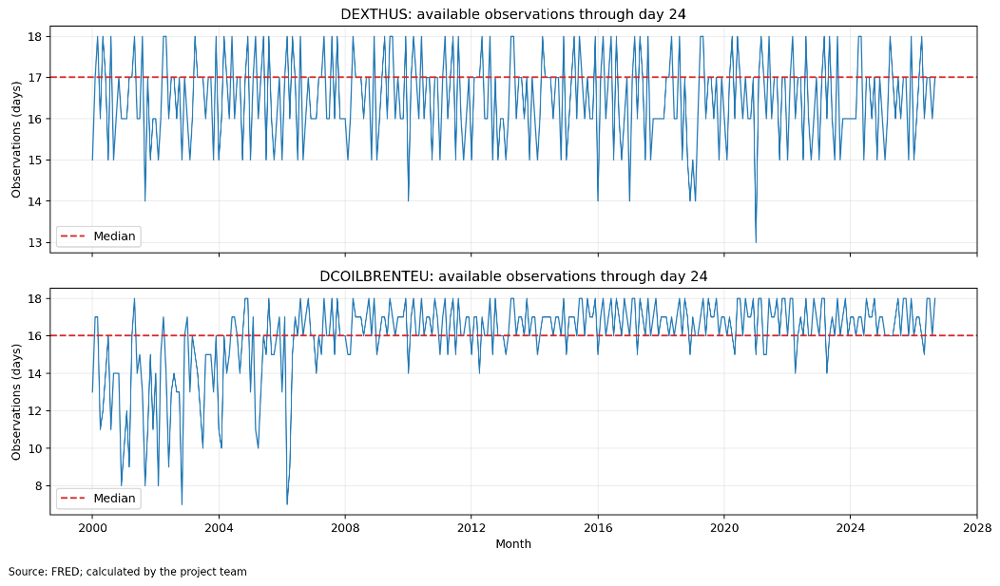 DEXTHUS: available observations through day 24
Observations (days)
18
17
16
15
14
13
Median
DCOILBRENTEU: available observations through day 24
Observations (days)
18
16
14
12
10
8
Median
2000 2004 2008 2012 2016 2020 2024 2028
Month
Source: FRED; calculated by the project team